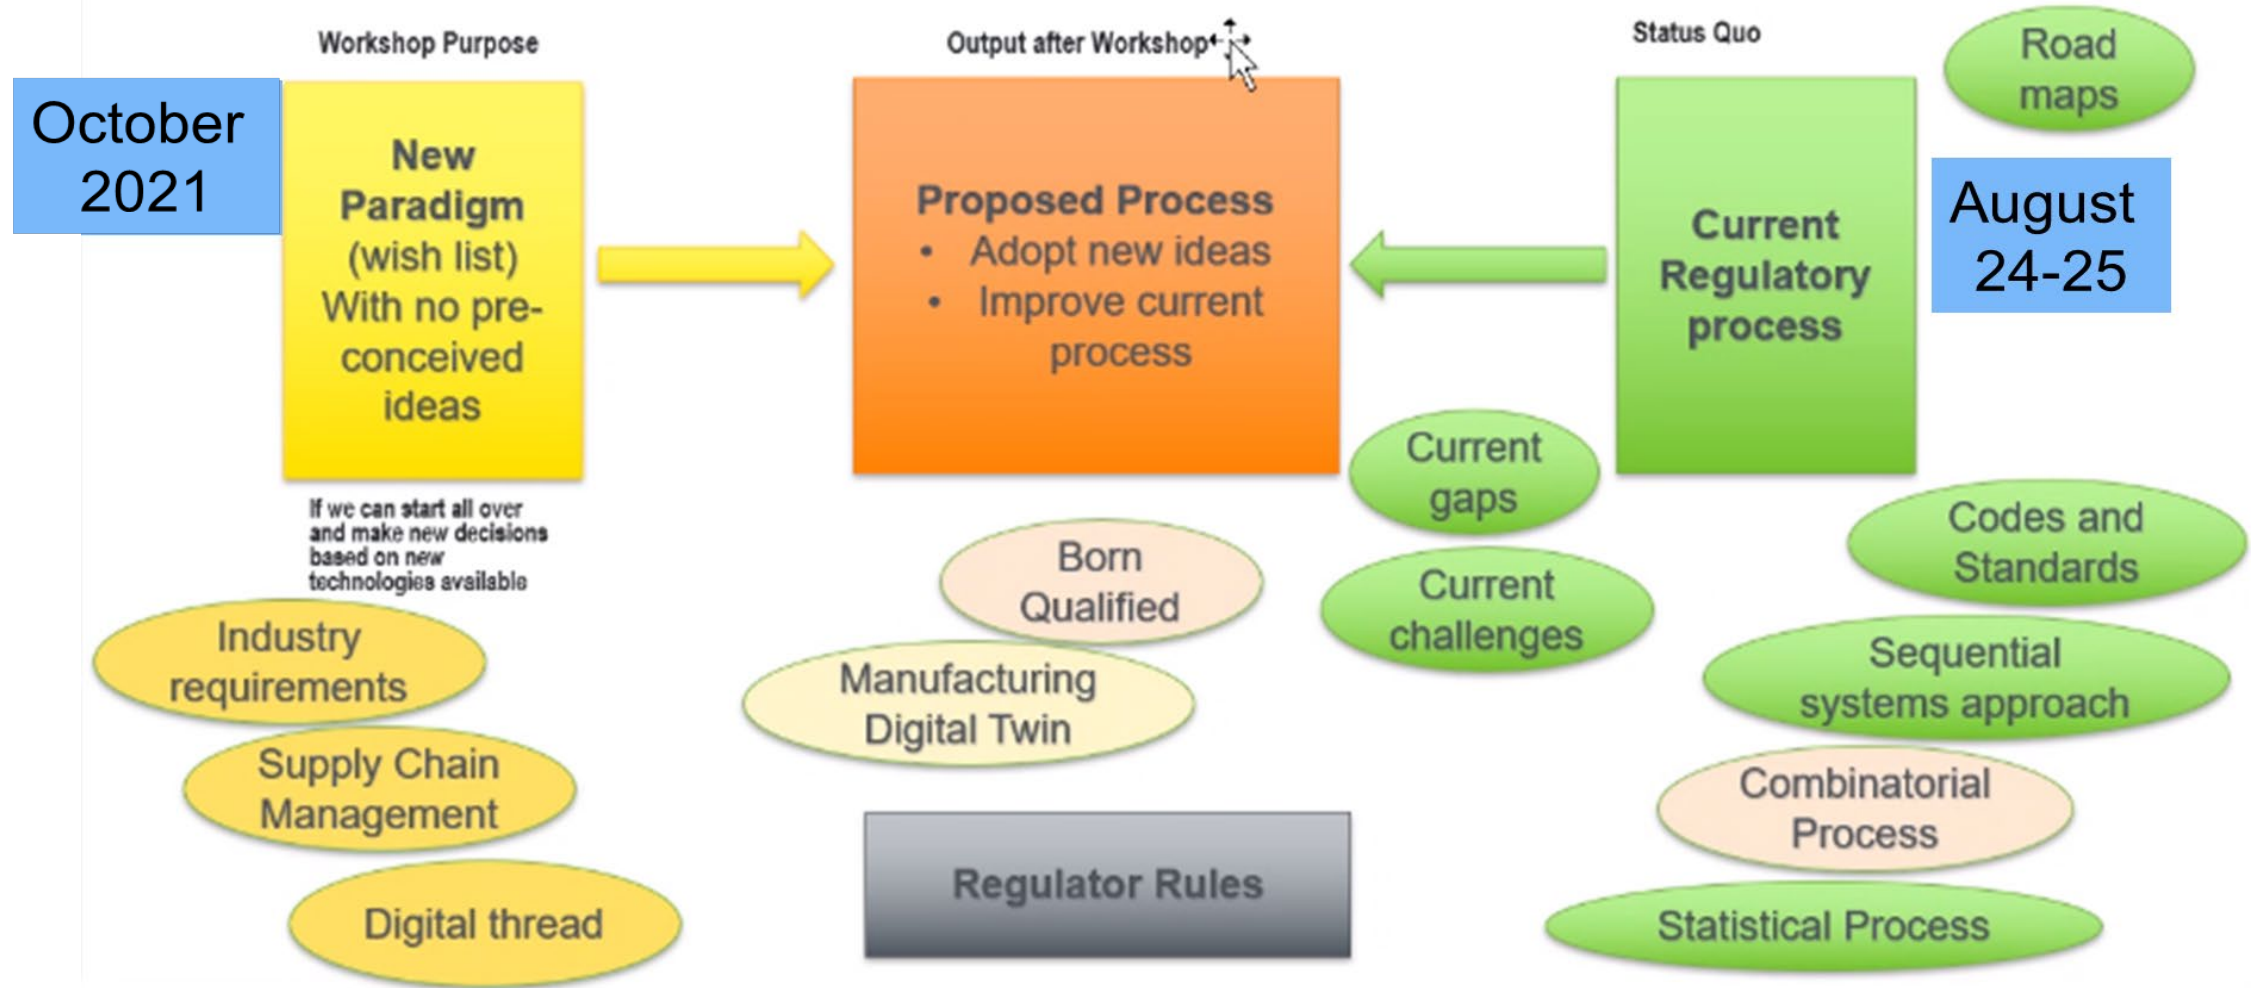 Workshop Purpose
Output after Workshop
Status Quo
Road
maps
October
2021
New
Paradigm
(wish list)
With no pre-
conceived
ideas
Proposed Process
• Adopt new ideas
• Improve current
process
Current
Regulatory
process
August
24-25
If we can start all over
and make new decisions
based on new
technologies available
Current
gaps
Current
challenges
Codes and
Standards
Sequential
systems approach
Combinatorial
Process
Statistical Process
Born
Qualified
Manufacturing
Digital Twin
Regulator Rules
Industry
requirements
Supply Chain
Management
Digital thread